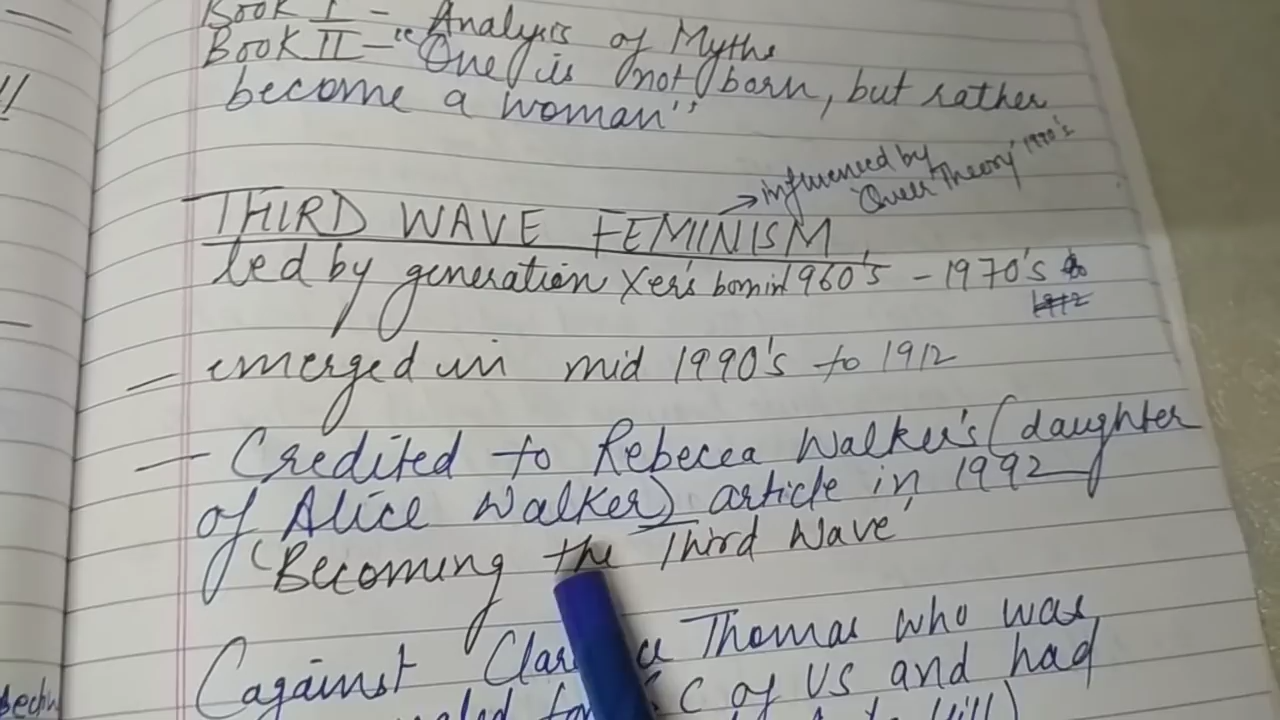 Book I - Analysis of Myths
Book II - "One is not born, but rather
become a woman"
→ influenced by
'Queer Theory' 1990's
THIRD WAVE FEMINISM
led by generation Xer's born in 1960's - 1970's
1912
- emerged in mid 1990's to 1912
- Credited to Rebecca Walker's (daughter
of Alice Walker) article in 1992
'Becoming the Third Wave'
(against Thomas who was
C of US and had